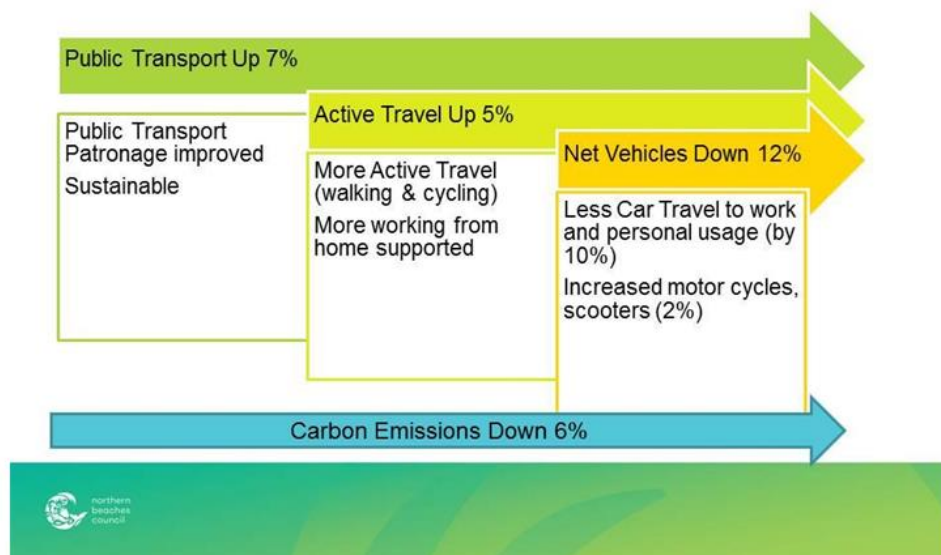 Public Transport Up 7%
Public Transport
Patronage improved
Sustainable
Active Travel Up 5%
More Active Travel
(walking & cycling)
More working from
home supported
Net Vehicles Down 12%
Less Car Travel to work
and personal usage (by
10%)
Increased motor cycles,
scooters (2%)
Carbon Emissions Down 6%
northern
beaches
council